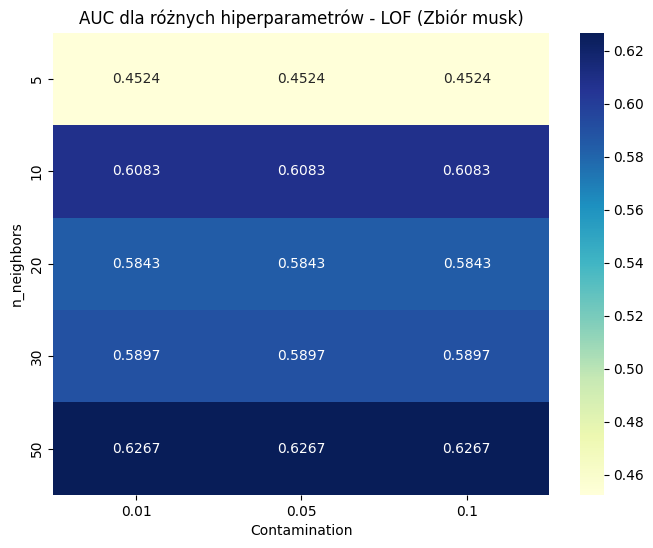 AUC dla różnych hiperparametrów - LOF (Zbiór musk)
5 0.4524 0.4524 0.4524
10 0.6083 0.6083 0.6083
20 0.5843 0.5843 0.5843
30 0.5897 0.5897 0.5897
50 0.6267 0.6267 0.6267
n_neighbors
0.01 0.05 0.1
Contamination
0.62
0.60
0.58
0.56
0.54
0.52
0.50
0.48
0.46